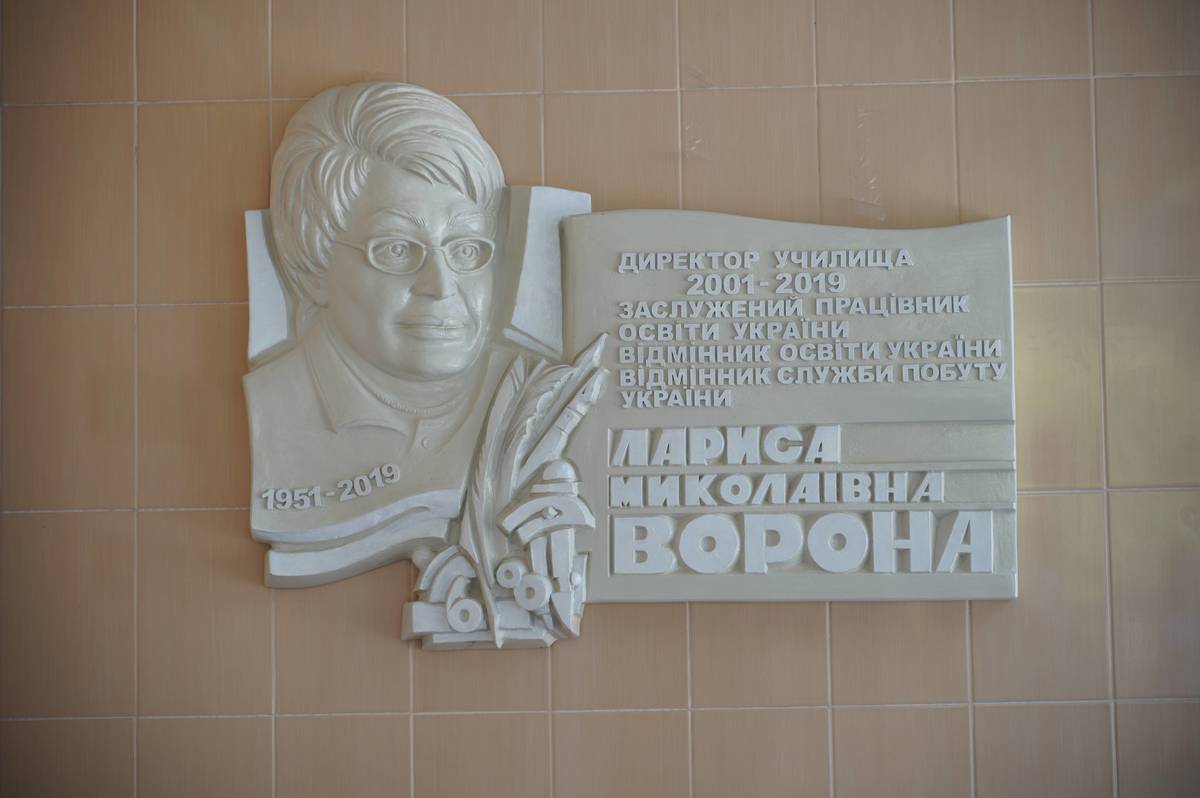 1951-2019
ДИРЕКТОР УЧИЛИЩА
2001-2019
ЗАСЛУЖЕНИЙ ПРАЦІВНИК
ОСВІТИ УКРАЇНИ
ВІДМІННИК ОСВІТИ УКРАЇНИ
ВІДМІННИК СЛУЖБИ ПОБУТУ
УКРАЇНИ
ЛАРИСА
МИКОЛАЇВНА
ВОРОНА
68